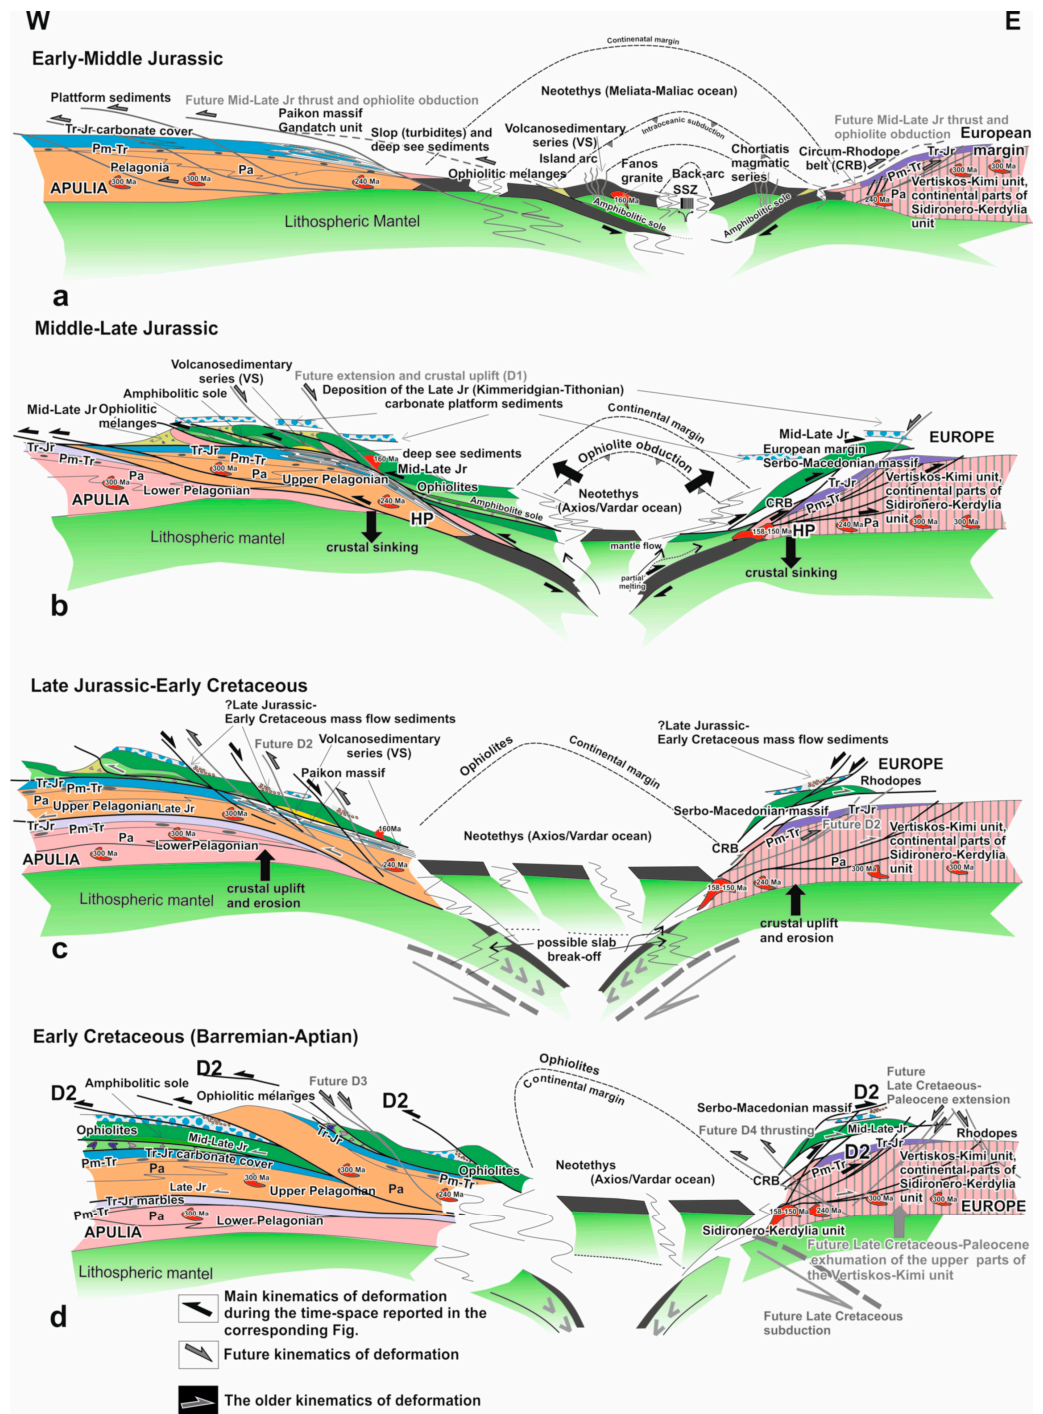 W
E
Early-Middle Jurassic
Continenatal margin
Plattform sediments
Future Mid-Late Jr thrust and ophiolite obduction
Neotethys (Meliata-Maliac ocean)
Paikon massif
Gandatch unit
Tr-Jr carbonate cover
Slop (turbidites) and
deep see sediments
Volcanosedimentary
series (VS)
Intraoceanic subduction
Future Mid-Late Jr thrust and
ophiolite obduction
European
margin
Pm-Tr
Pelagonia
Pa
Ophiolitic mélanges
Island arc
Fanos
granite
Back-arc
SSZ
Chortiatis
magmatic
series
Circum-Rhodope
belt (CRB)
Tr-Jr
Pm-Tr
Pa
APULIA
300 Ma
240 Ma
160 Ma
240 Ma
300 Ma
300 Ma
Amphibolitic sole
Amphibolitic sole
Vertiskos-Kimi unit,
continental parts of
Sidironero-Kerdylia
unit
Lithospheric Mantel
a
Middle-Late Jurassic
Volcanosedimentary
series (VS)
Future extension and crustal uplift (D1)
Amphibolitic sole
Deposition of the Late Jr (Kimmeridgian-Tithonian)
carbonate platform sediments
Mid-Late Jr
Ophiolitic
mélanges
Continental margin
Mid-Late Jr
European margin
EUROPE
Tr-Jr
Pm-Tr
Tr-Jr
Pm-Tr
Pa
300 Ma
Pa
Upper Pelagonian
160 Ma
deep see sediments
Mid-Late Jr
Ophiolites
Ophiolite obduction
Serbo-Macedonian massif
Tr-Jr
Pm-Tr
Vertiskos-Kimi unit,
continental parts of
Sidironero-Kerdylia
unit
300 Ma
APULIA
Lower Pelagonian
240 Ma
HP
Amphibolite sole
Neotethys
(Axios/Vardar ocean)
CRB
158-150 Ma
HP
240 Ma
Pa
300 Ma
300 Ma
Lithospheric mantel
crustal sinking
mantle flow
partial
melting
crustal sinking
b
Late Jurassic-Early Cretaceous
?Late Jurassic-
Early Cretaceous mass flow sediments
Future D2
Volcanosedimentary
series (VS)
Paikon massif
Ophiolites
Continental margin
?Late Jurassic-
Early Cretaceous mass flow sediments
EUROPE
Rhodopes
Tr-Jr
Pm-Tr
Pa
Upper Pelagonian
Late Jr
300Ma
160Ma
Neotethys (Axios/Vardar ocean)
Serbo-Macedonian massif
Tr-Jr
Pm-Tr
Future D2
CRB
Vertiskos-Kimi unit,
continental parts of
Sidironero-Kerdylia
unit
Tr-Jr
Pm-Tr
Pa
300 Ma
LowerPelagonian
300 Ma
240 Ma
APULIA
Pa
158-150 Ma
240 Ma
300 Ma
300 Ma
Lithospheric mantel
crustal uplift
and erosion
possible slab
break-off
crustal uplift
and erosion
c
Early Cretaceous (Barremian-Aptian)
D2
D2
D2
Amphibolitic sole
Ophiolitic mélanges
Future D3
Ophiolites
Continental margin
Future
Late Cretaeous-
Paleocene extension
D2
Serbo-Macedonian massif
Future D4 thrusting
Mid-Late Jr
Rhodopes
Ophiolites
Mid-Late Jr
Tr-Jr
Tr-Jr carbonate cover
Pm-Tr
Pa
300 Ma
300 Ma
Upper Pelagonian
Pa
Pm-Tr
240 Ma
Ophiolites
Neotethys
(Axios/Vardar ocean)
CRB
Tr-Jr
D2
Pm-Tr
Vertiskos-Kimi unit,
continental parts of
Sidironero-Kerdylia
unit
Late Jr
Tr-Jr marbles
Pm-Tr
300 Ma
Lower Pelagonian
APULIA
158-150 Ma
240 Ma
300 Ma
300 Ma
EUROPE
Sidironero-Kerdylia unit
Future Late Cretaceous-Paleocene
exhumation of the upper parts of
the Vertiskos-Kimi unit
Lithospheric mantel
Future Late Cretaceous
subduction
d
Main kinematics of deformation
during the time-space reported in the
corresponding Fig.
Future kinematics of deformation
The older kinematics of deformation